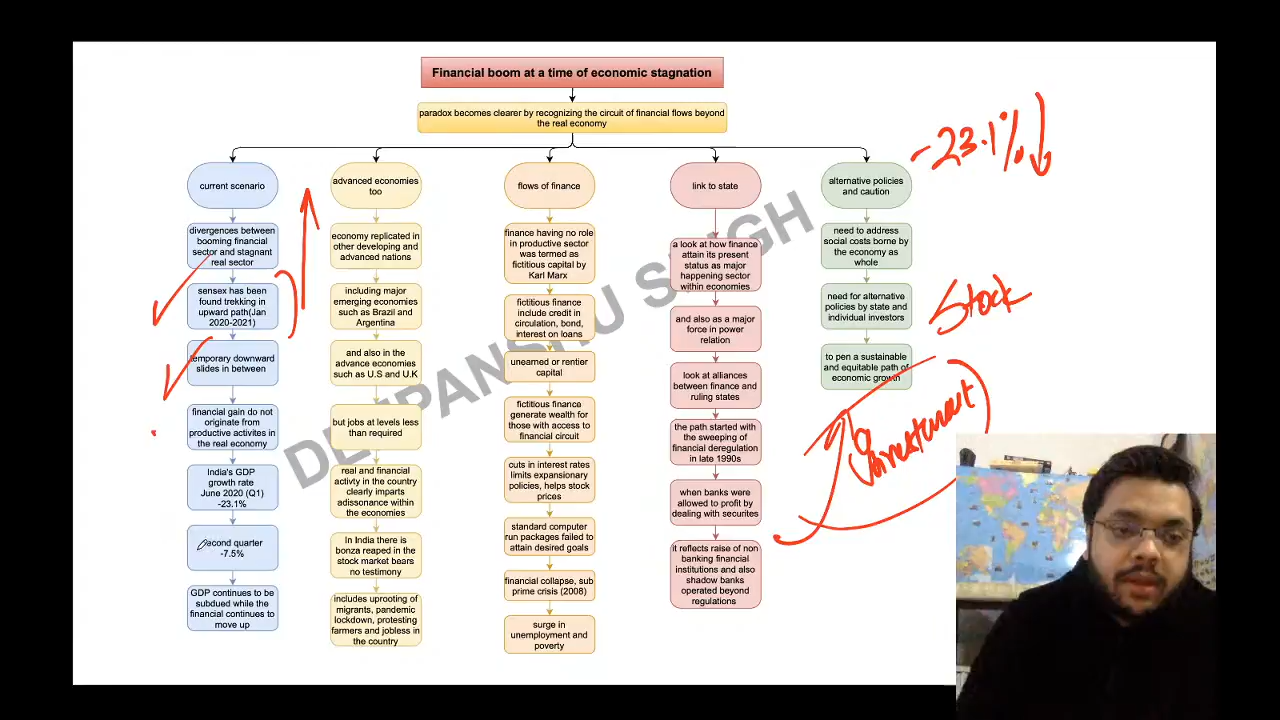 Financial boom at a time of economic stagnation
paradox becomes clearer by recognizing the circuit of financial flows beyond
the real economy
current scenario
divergences between
booming financial
sector and stagnant
real sector
sensex has been
found trekking in
upward path(Jan
2020-2021)
temporary downward
slides in between
financial gain do not
originate from
productive activites in
the real economy
India's GDP
growth rate
June 2020 (Q1)
-23.1%
second quarter
-7.5%
GDP continues to be
subdued while the
financial continues to
move up
advanced economies
too
economy replicated in
other developing and
advanced nations
including major
emerging economies
such as Brazil and
Argentina
and also in the
advance economies
such as U.S and U.K
but jobs at levels less
than required
real and financial
activty in the country
clearly imparts
adissonance within
the economies
In India there is
bonza reaped in the
stock market bears
no testimony
includes uprooting of
migrants, pandemic
lockdown, protesting
farmers and jobless in
the country
flows of finance
finance having no role
in productive sector
was termed as
fictitious capital by
Karl Marx
fictitious finance
include credit in
circulation, bond,
interest on loans
unearned or rentier
capital
fictitious finance
generate wealth for
those with access to
financial circuit
cuts in interest rates
limits expansionary
policies, helps stock
prices
standard computer
run packages failed to
attain desired goals
financial collapse, sub
prime crisis (2008)
surge in
unemployment and
poverty
link to state
a look at how finance
attain its present
status as major
happening sector
within economies
and also as a major
force in power
relation
look at alliances
between finance and
ruling states
the path started with
the sweeping of
financial deregulation
in late 1990s
when banks were
allowed to profit by
dealing with securites
it reflects raise of non
banking financial
institutions and also
shadow banks
operated beyond
regulations
alternative policies
and caution
need to address
social costs borne by
the economy as
whole
need for alternative
policies by state and
individual investors
to pen a sustainable
and equitable path of
economic growth
-23.1%
Stock
Investment
DEEPANSHU SINGH